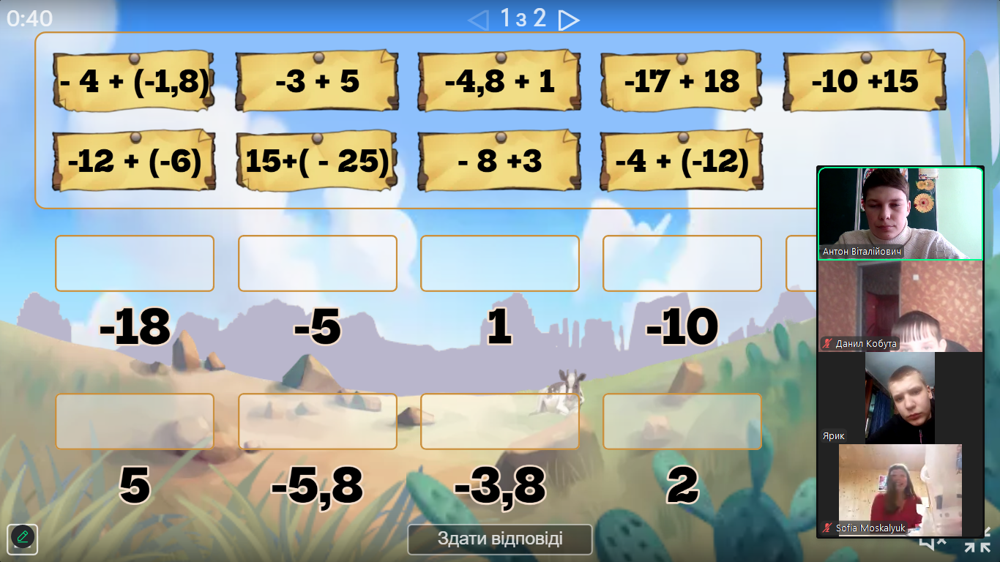 0:40
1 з 2
- 4 + (-1,8)
-3 + 5
-4,8 + 1
-17 + 18
-10 +15
-12 + (-6)
15+( - 25)
- 8 +3
-4 + (-12)
-18
-5
1
-10
5
-5,8
-3,8
2
Здати відповіді
Антон Віталійович
Данил Кобута
Ярик
Sofia Moskalyuk